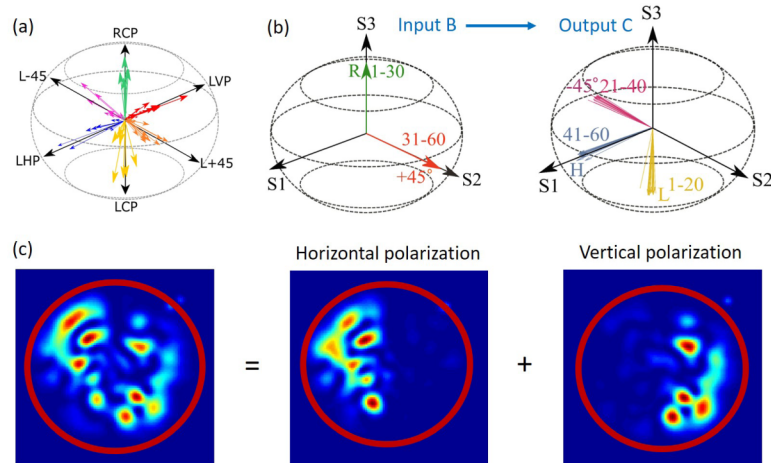 (a)
RCP
L-45
LVP
LHP
L+45
LCP
(b)
Input B
Output C
S3
R 1-30
31-60
+45°
S1
S2
S3
-45°21-40
41-60
H
L 1-20
S1
S2
(c)
Horizontal polarization
Vertical polarization
=
+